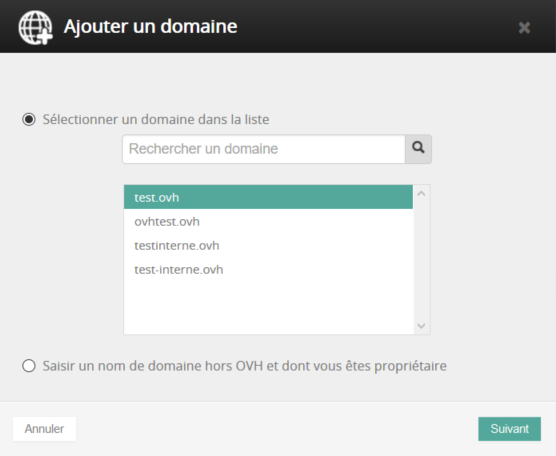 Ajouter un domaine
Sélectionner un domaine dans la liste
Rechercher un domaine
test.ovh
ovhtest.ovh
testinterne.ovh
test-interne.ovh
Saisir un nom de domaine hors OVH et dont vous êtes propriétaire
Annuler
Suivant